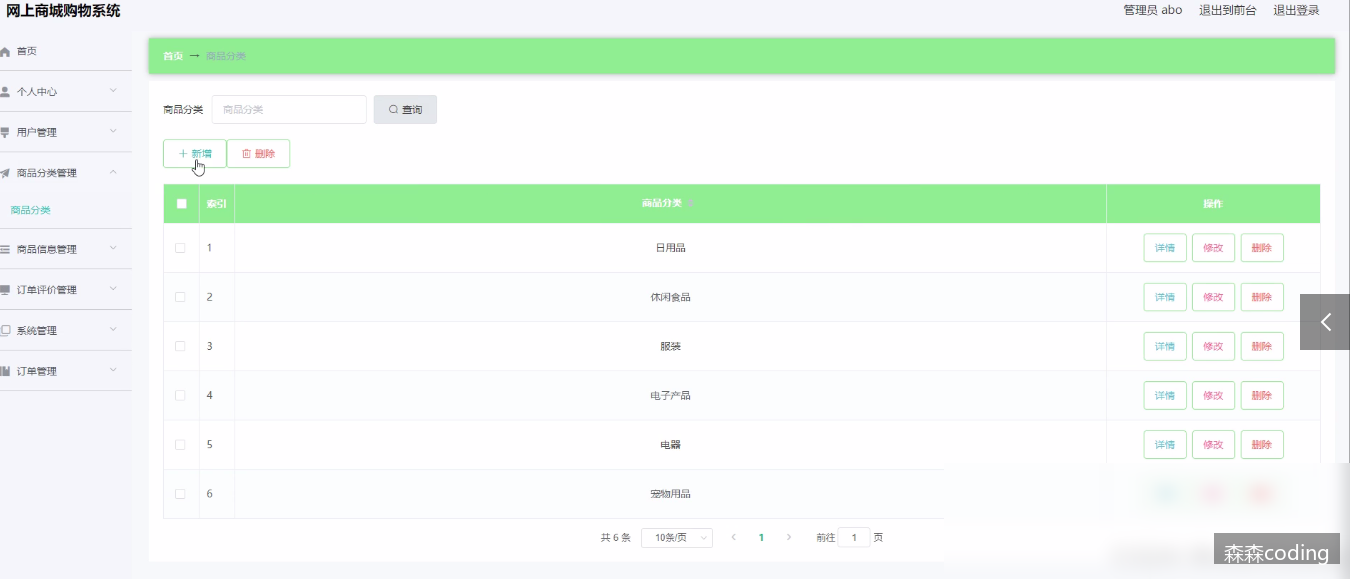 网上商城购物系统
管理员 abo 退出到前台 退出登录
首页
个人中心
用户管理
商品分类管理
商品分类
商品信息管理
订单评价管理
系统管理
订单管理
首页 → 商品分类
商品分类 商品分类 查询
新增 删除
索引 商品分类 操作
1 日用品 详情 修改 删除
2 休闲食品 详情 修改 删除
3 服装 详情 修改 删除
4 电子产品 详情 修改 删除
5 电器 详情 修改 删除
6 宠物用品
共 6 条 10条/页 1 前往 1 页
森森coding